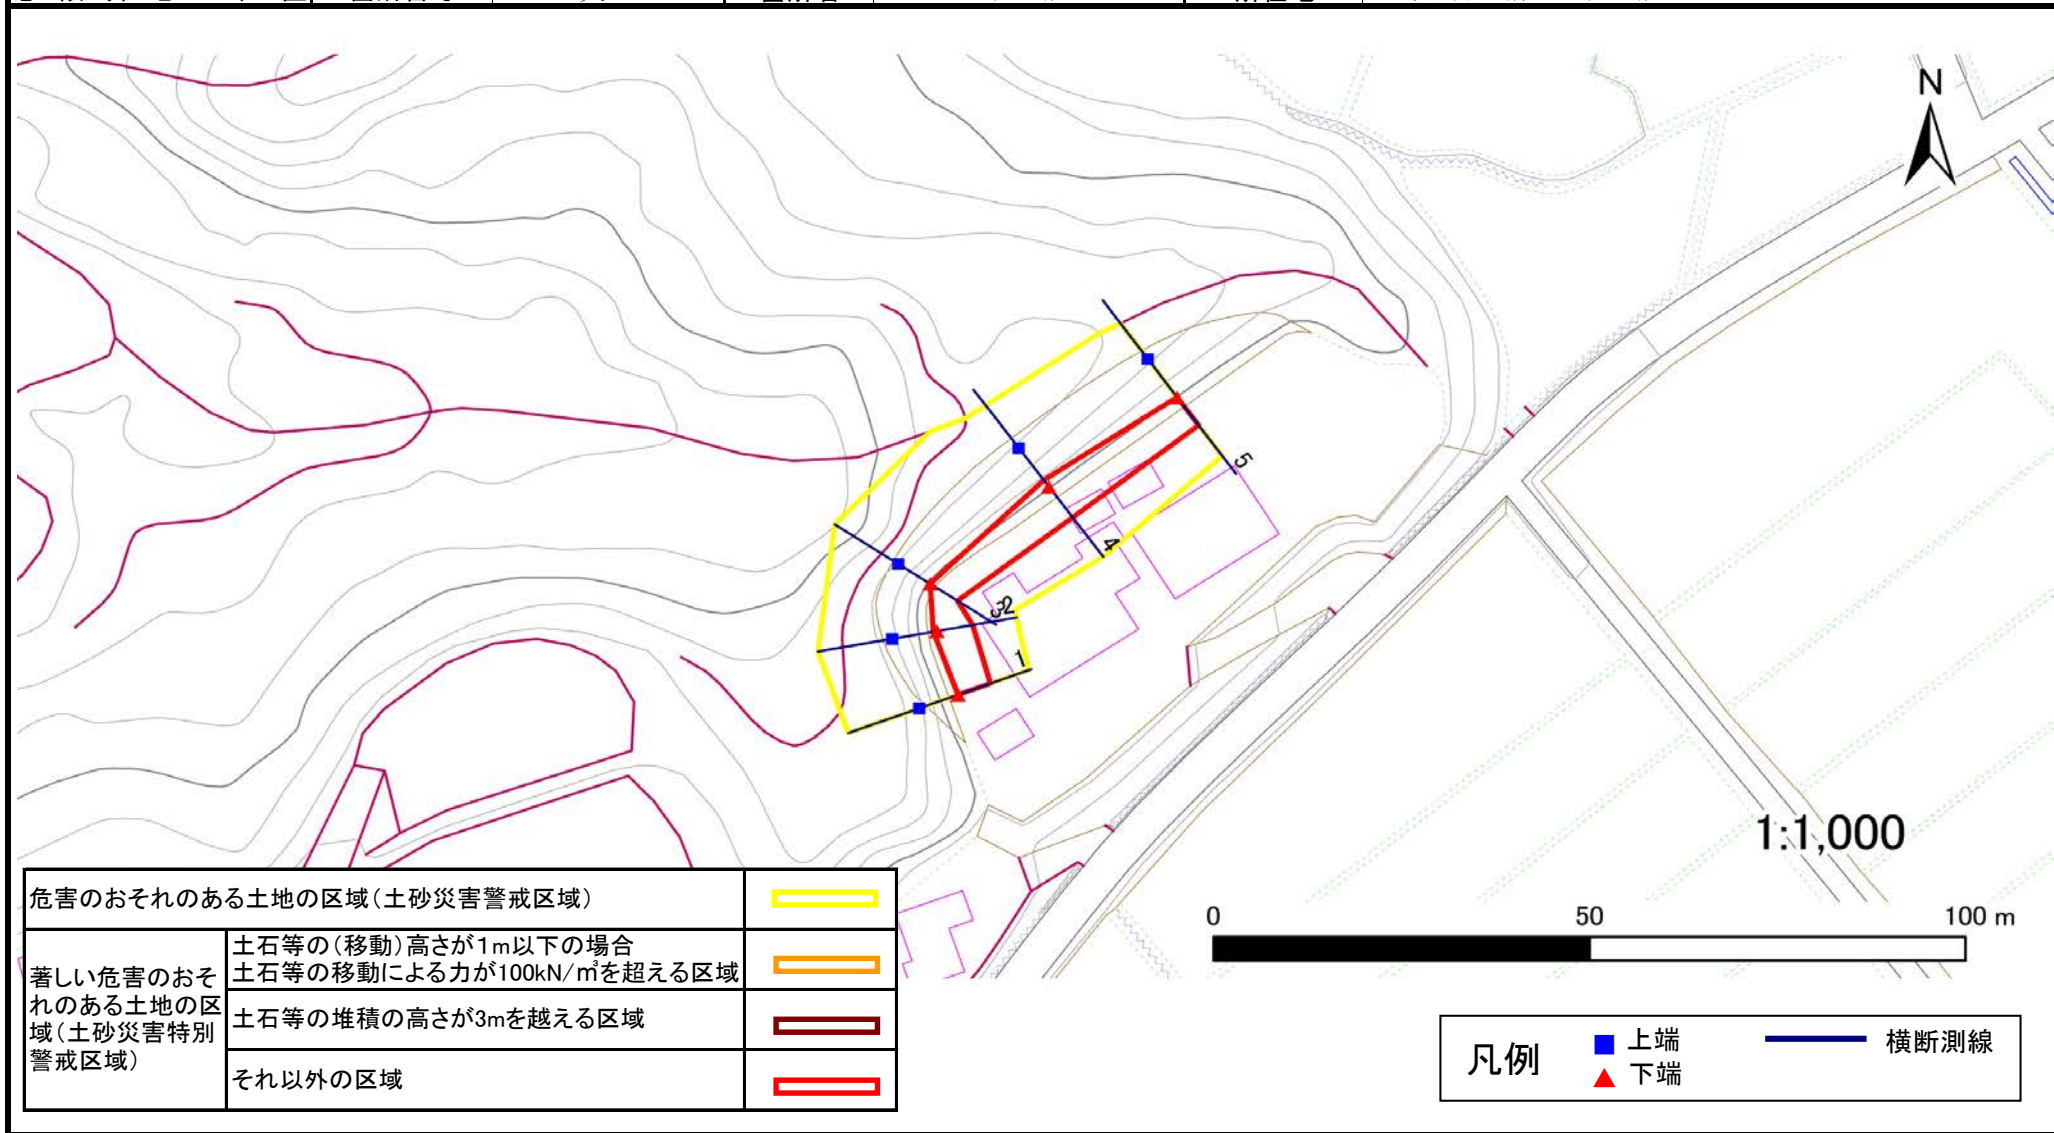 N
5
4
2
3
1
1:1,000
0 50 100 m
危害のおそれのある土地の区域(土砂災害警戒区域)
著しい危害のおそ
れのある土地の区
域(土砂災害特別
警戒区域)
土石等の(移動)高さが1m以下の場合
土石等の移動による力が100kN/㎡を超える区域
土石等の堆積の高さが3mを越える区域
それ以外の区域
凡例
上端
下端
横断測線